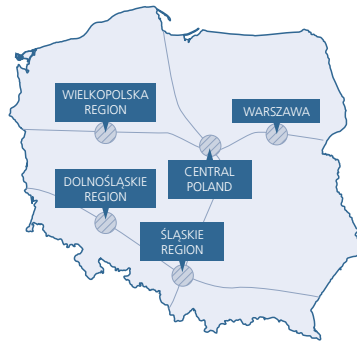 WIELKOPOLSKA
REGION
WARSZAWA
CENTRAL
POLAND
DOLNOŚLĄSKIE
REGION
ŚLĄSKIE
REGION